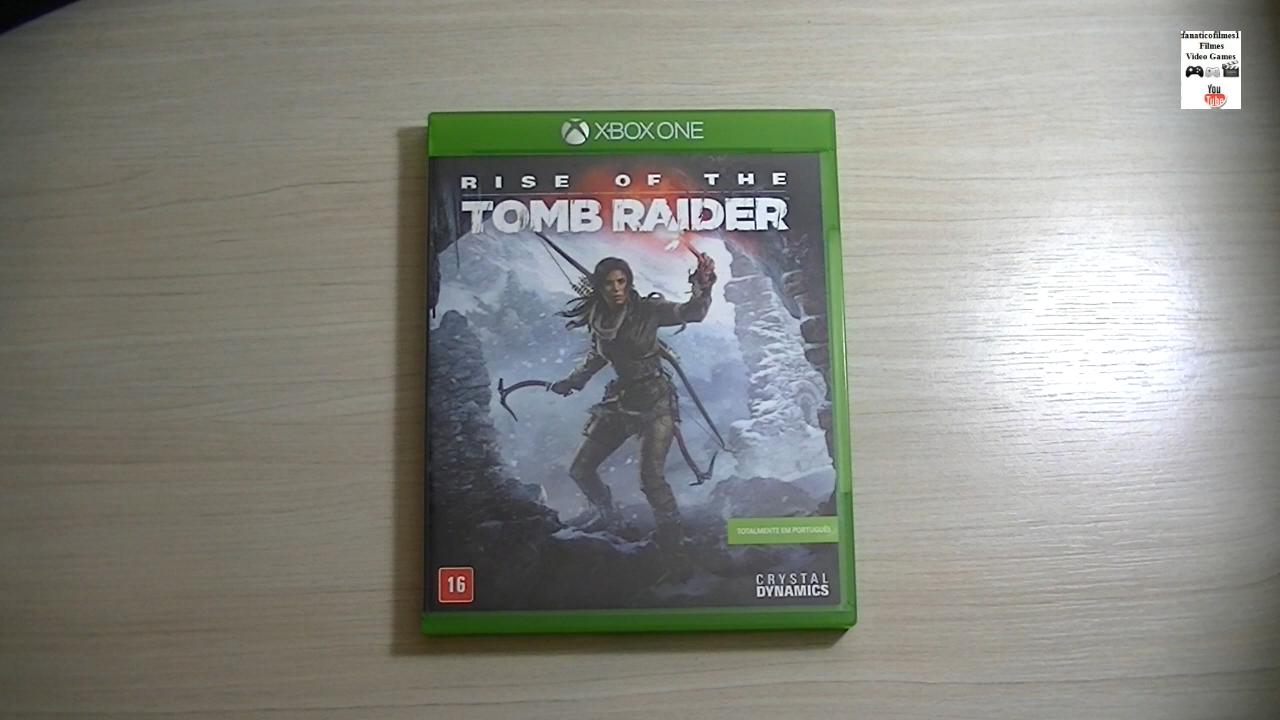 fanaticofilmes1
Filmes
Video Games
You
Tube
XBOX ONE
RISE OF THE
TOMB RAIDER
TOTALMENTE EM PORTUGUÊS
16
CRYSTAL
DYNAMICS